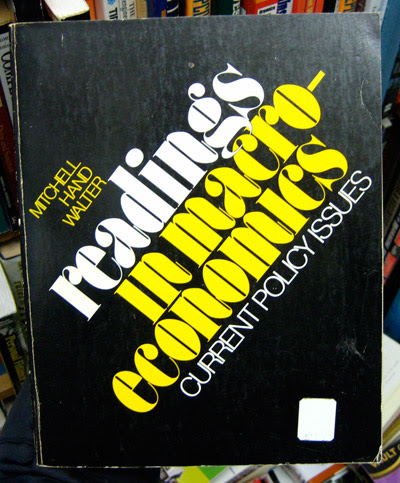 MITCHELL
HAND
WALTER
readings
in macro-
economics
CURRENT POLICY ISSUES